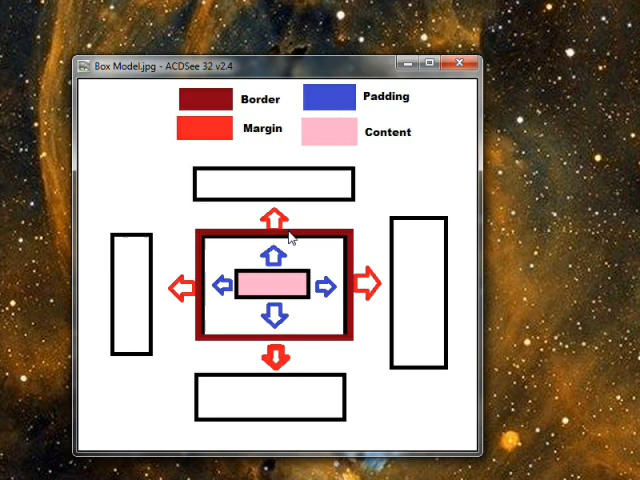 Box Model.jpg - ACDSee 32 v2.4
Border
Padding
Margin
Content